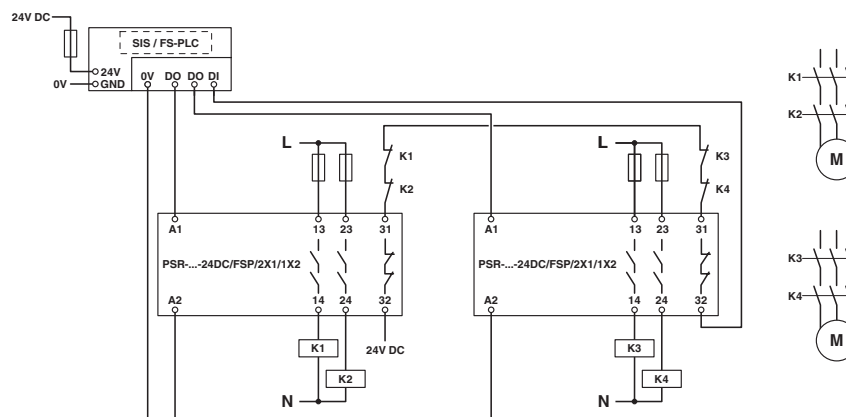 24V DC
SIS / FS-PLC
24V
0V
GND
0V DO DO DI
L
K1
K2
L
K3
K4
A1 13 23 31
PSR-...-24DC/FSP/2X1/1X2
A2 14 24 32
K1
K2
24V DC
N
A1 13 23 31
PSR-...-24DC/FSP/2X1/1X2
A2 14 24 32
K3
K4
N
K1
K2
M
K3
K4
M